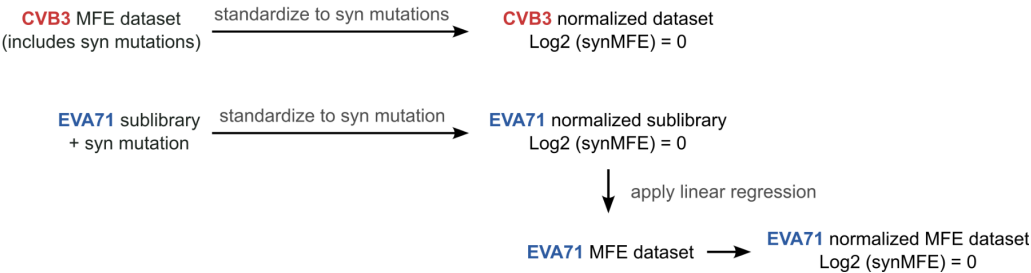 CVB3 MFE dataset
(includes syn mutations)
standardize to syn mutations
CVB3 normalized dataset
Log2 (synMFE) = 0
EVA71 sublibrary
+ syn mutation
standardize to syn mutation
EVA71 normalized sublibrary
Log2 (synMFE) = 0
apply linear regression
EVA71 MFE dataset
EVA71 normalized MFE dataset
Log2 (synMFE) = 0